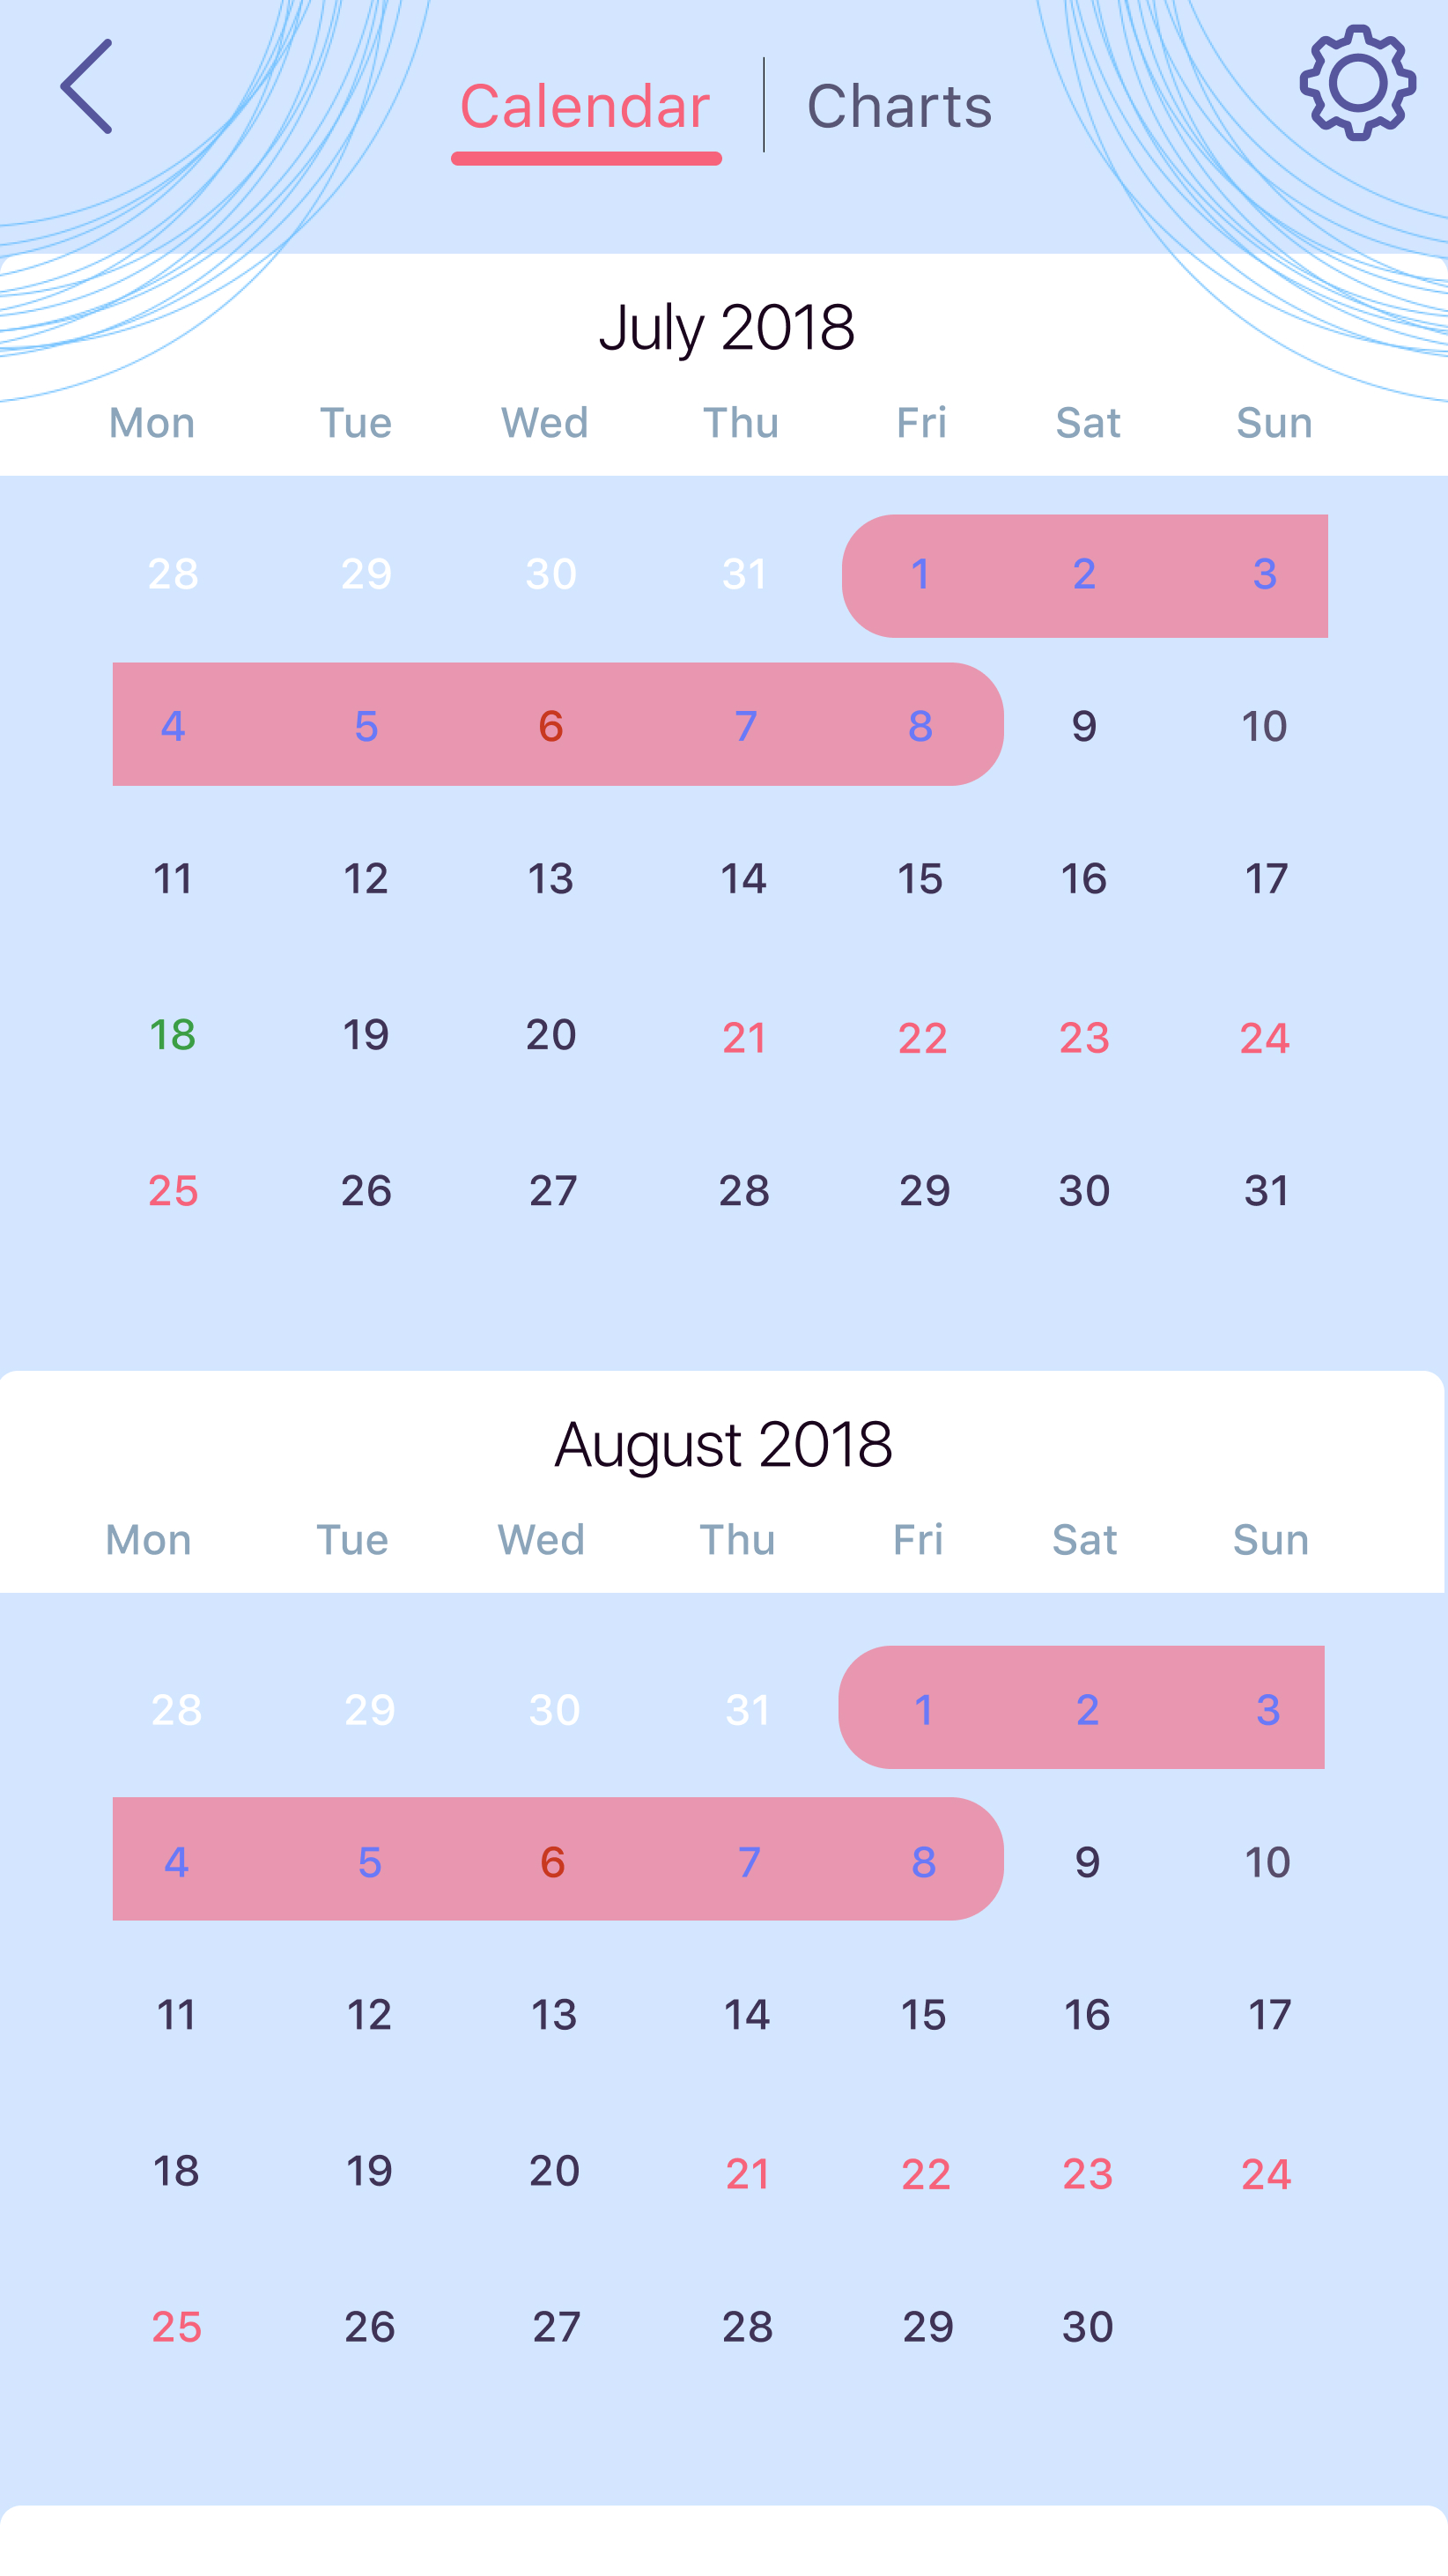 Calendar Charts
July 2018
Mon Tue Wed Thu Fri Sat Sun
28 29 30 31 1 2 3
4 5 6 7 8 9 10
11 12 13 14 15 16 17
18 19 20 21 22 23 24
25 26 27 28 29 30 31
August 2018
Mon Tue Wed Thu Fri Sat Sun
28 29 30 31 1 2 3
4 5 6 7 8 9 10
11 12 13 14 15 16 17
18 19 20 21 22 23 24
25 26 27 28 29 30